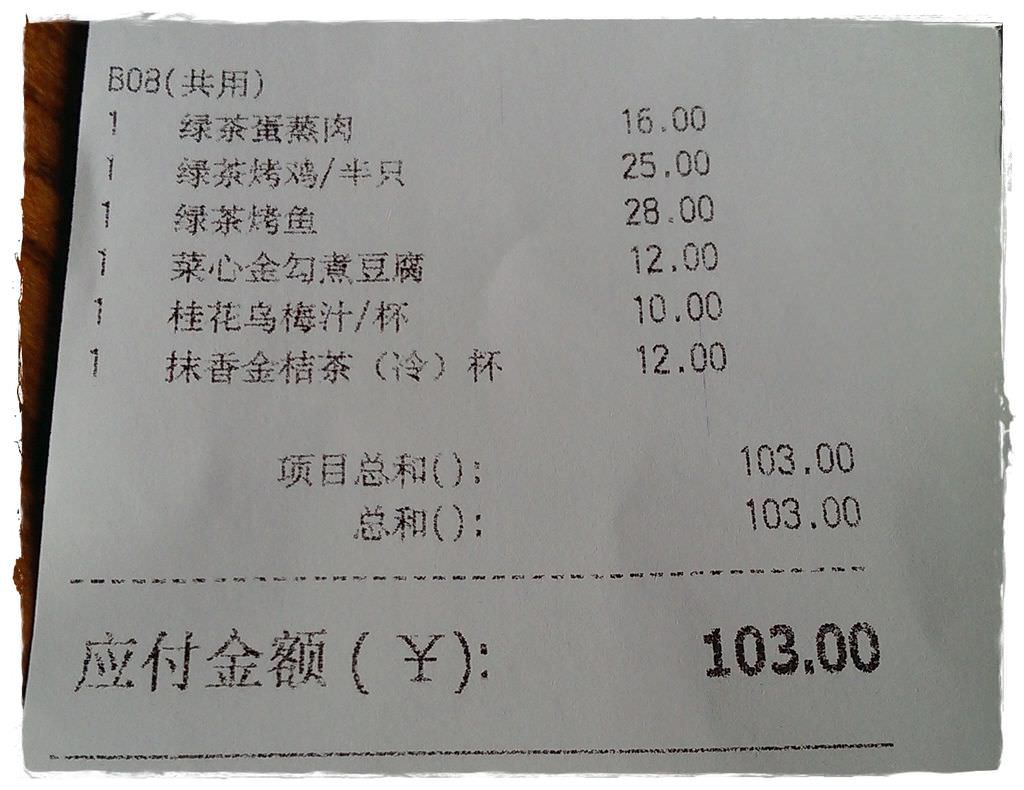 B08(共用)
1 绿茶蛋蒸肉 16.00
1 绿茶烤鸡/半只 25.00
1 绿茶烤鱼 28.00
1 菜心金勾煮豆腐 12.00
1 桂花乌梅汁/杯 10.00
1 抹香金桔茶（冷）杯 12.00
项目总和(): 103.00
总和(): 103.00
应付金额(￥): 103.00